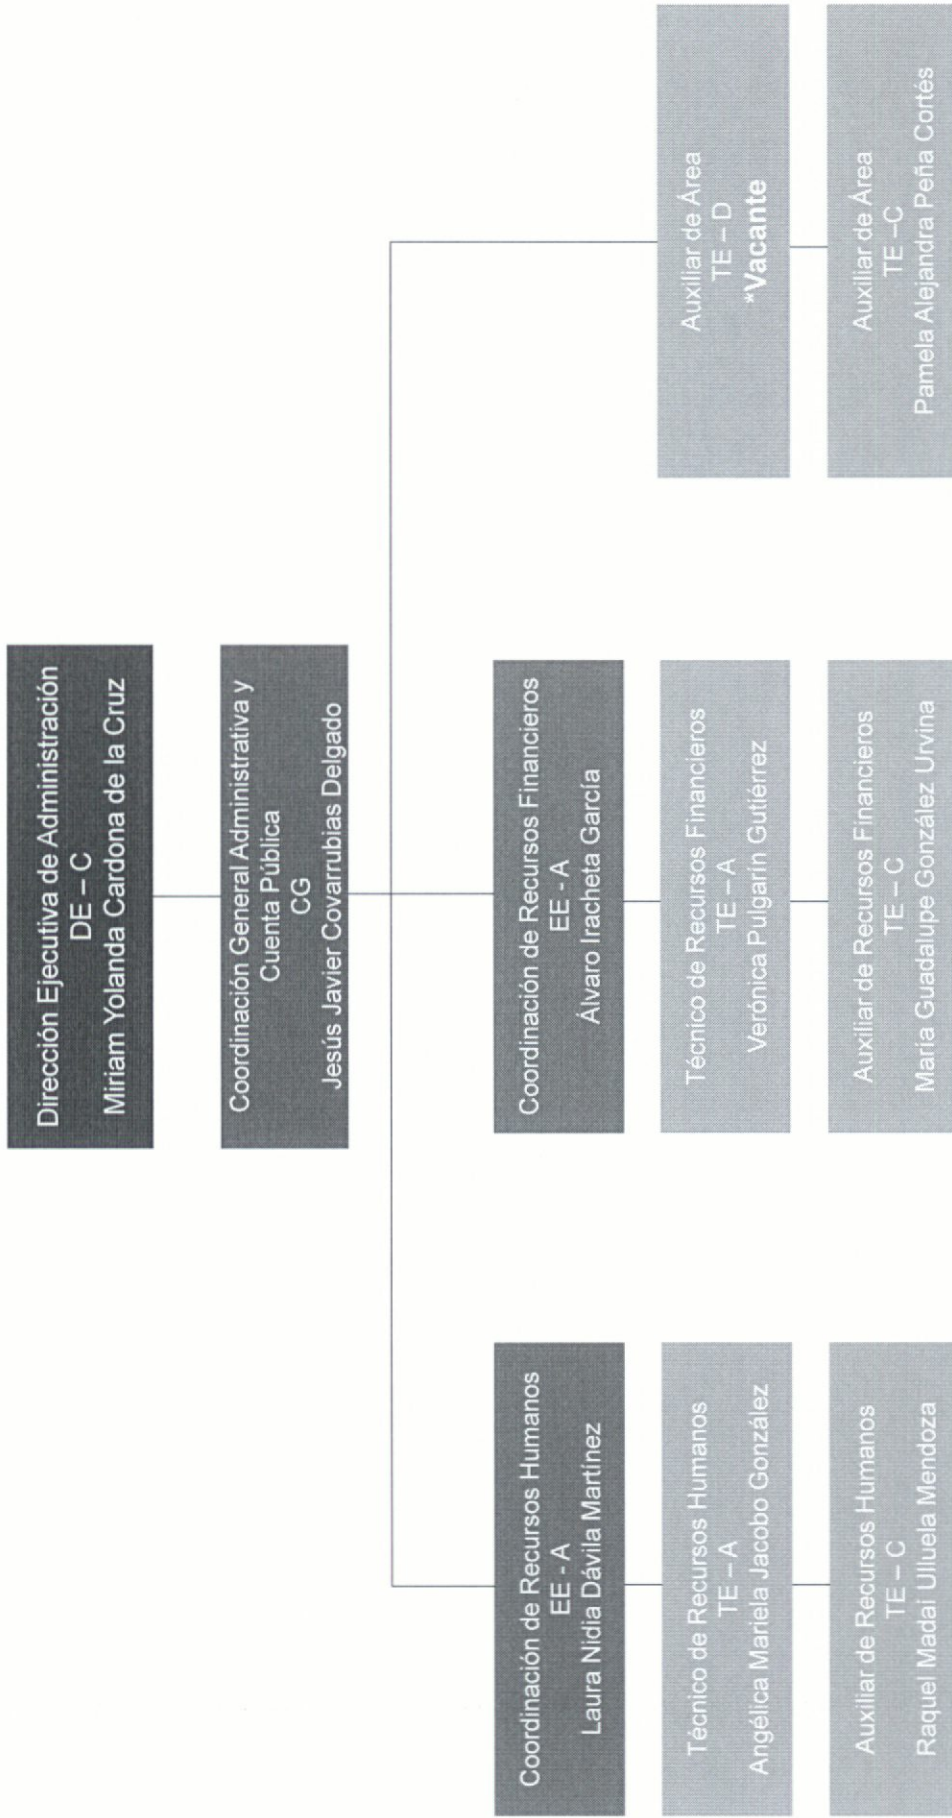 Dirección Ejecutiva de Administración
DE – C
Miriam Yolanda Cardona de la Cruz
Coordinación General Administrativa y
Cuenta Pública
CG
Jesús Javier Covarrubias Delgado
Coordinación de Recursos Humanos
EE - A
Laura Nidia Dávila Martínez
Técnico de Recursos Humanos
TE – A
Angélica Mariela Jacobo González
Auxiliar de Recursos Humanos
TE – C
Raquel Madaí Ulluela Mendoza
Coordinación de Recursos Financieros
EE - A
Álvaro Iracheta García
Técnico de Recursos Financieros
TE – A
Verónica Pulgarín Gutiérrez
Auxiliar de Recursos Financieros
TE – C
María Guadalupe González Urvina
Auxiliar de Área
TE – D
*Vacante
Auxiliar de Área
TE –C
Pamela Alejandra Peña Cortés